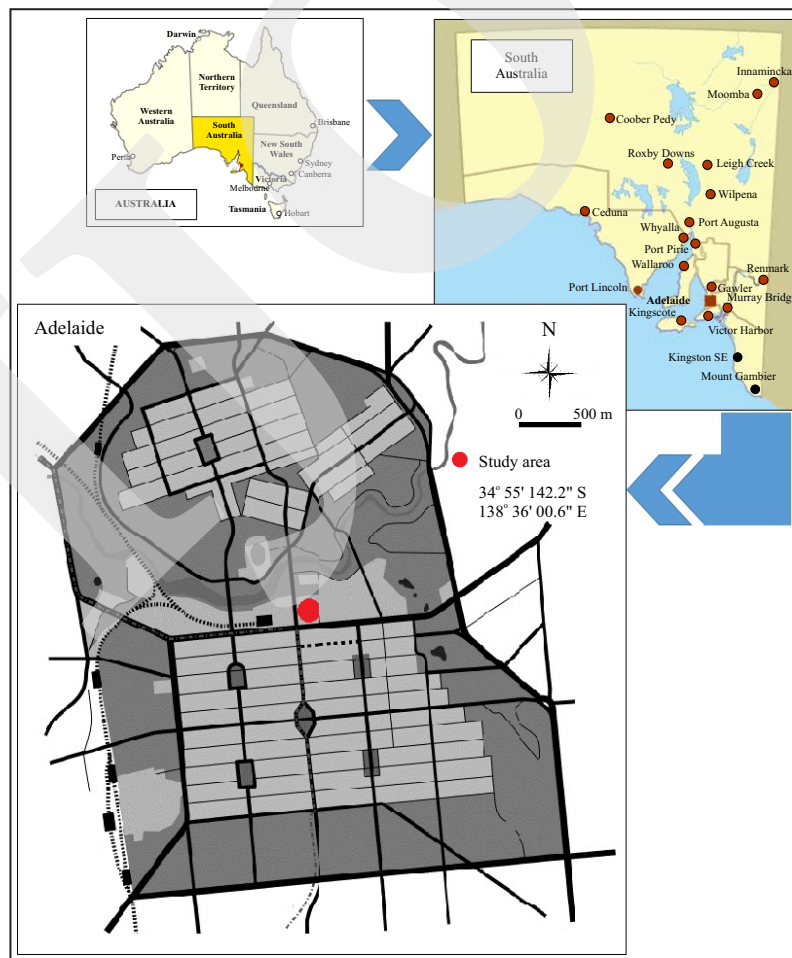 Darwin
Northern
Territory
Western
Australia
Queensland
South
Australia
Brisbane
New South
Wales
Perth
Sydney
Canberra
Victoria
Melbourne
AUSTRALIA
Tasmania
Hobart
South
Australia
Innamincka
Moomba
Coober Pedy
Roxby Downs
Leigh Creek
Wilpena
Ceduna
Port Augusta
Whyalla
Port Pirie
Wallaroo
Renmark
Port Lincoln
Gawler
Adelaide
Murray Bridg
Kingscote
Victor Harbor
Kingston SE
Mount Gambier
Adelaide
N
0 500 m
Study area
34° 55' 142.2" S
138° 36' 00.6" E